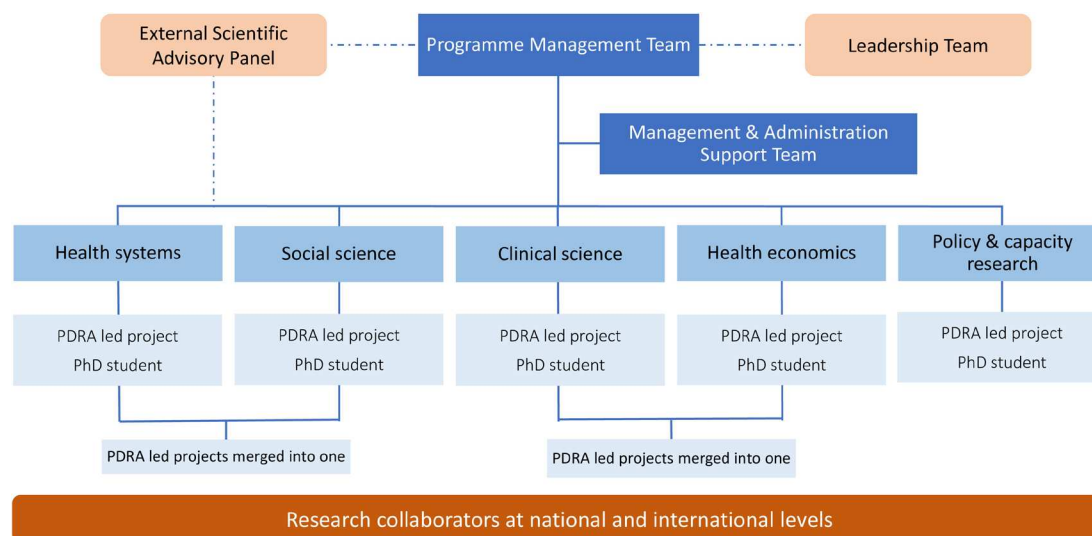 External Scientific
Advisory Panel
Programme Management Team
Leadership Team
Management & Administration
Support Team
Health systems
Social science
Clinical science
Health economics
Policy & capacity
research
PDRA led project
PhD student
PDRA led project
PhD student
PDRA led project
PhD student
PDRA led project
PhD student
PDRA led project
PhD student
PDRA led projects merged into one
PDRA led projects merged into one
Research collaborators at national and international levels